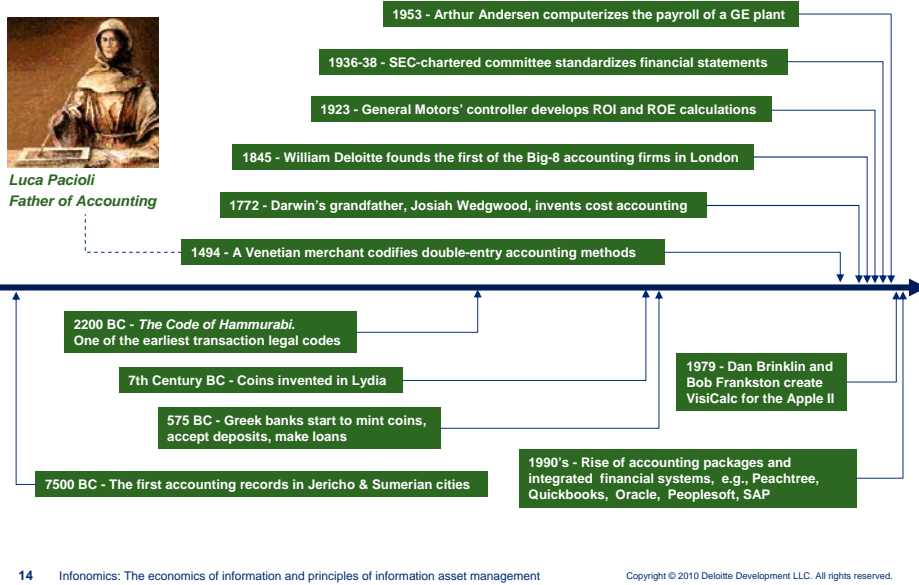 1953 - Arthur Andersen computerizes the payroll of a GE plant
1936-38 - SEC-chartered committee standardizes financial statements
1923 - General Motors' controller develops ROI and ROE calculations
1845 - William Deloitte founds the first of the Big-8 accounting firms in London
Luca Pacioli
Father of Accounting
1772 - Darwin's grandfather, Josiah Wedgwood, invents cost accounting
1494 - A Venetian merchant codifies double-entry accounting methods
2200 BC - The Code of Hammurabi.
One of the earliest transaction legal codes
7th Century BC - Coins invented in Lydia
1979 - Dan Brinklin and
Bob Frankston create
VisiCalc for the Apple II
575 BC - Greek banks start to mint coins,
accept deposits, make loans
1990's - Rise of accounting packages and
integrated financial systems, e.g., Peachtree,
Quickbooks, Oracle, Peoplesoft, SAP
7500 BC - The first accounting records in Jericho & Sumerian cities
14 Infonomics: The economics of information and principles of information asset management
Copyright © 2010 Deloitte Development LLC. All rights reserved.